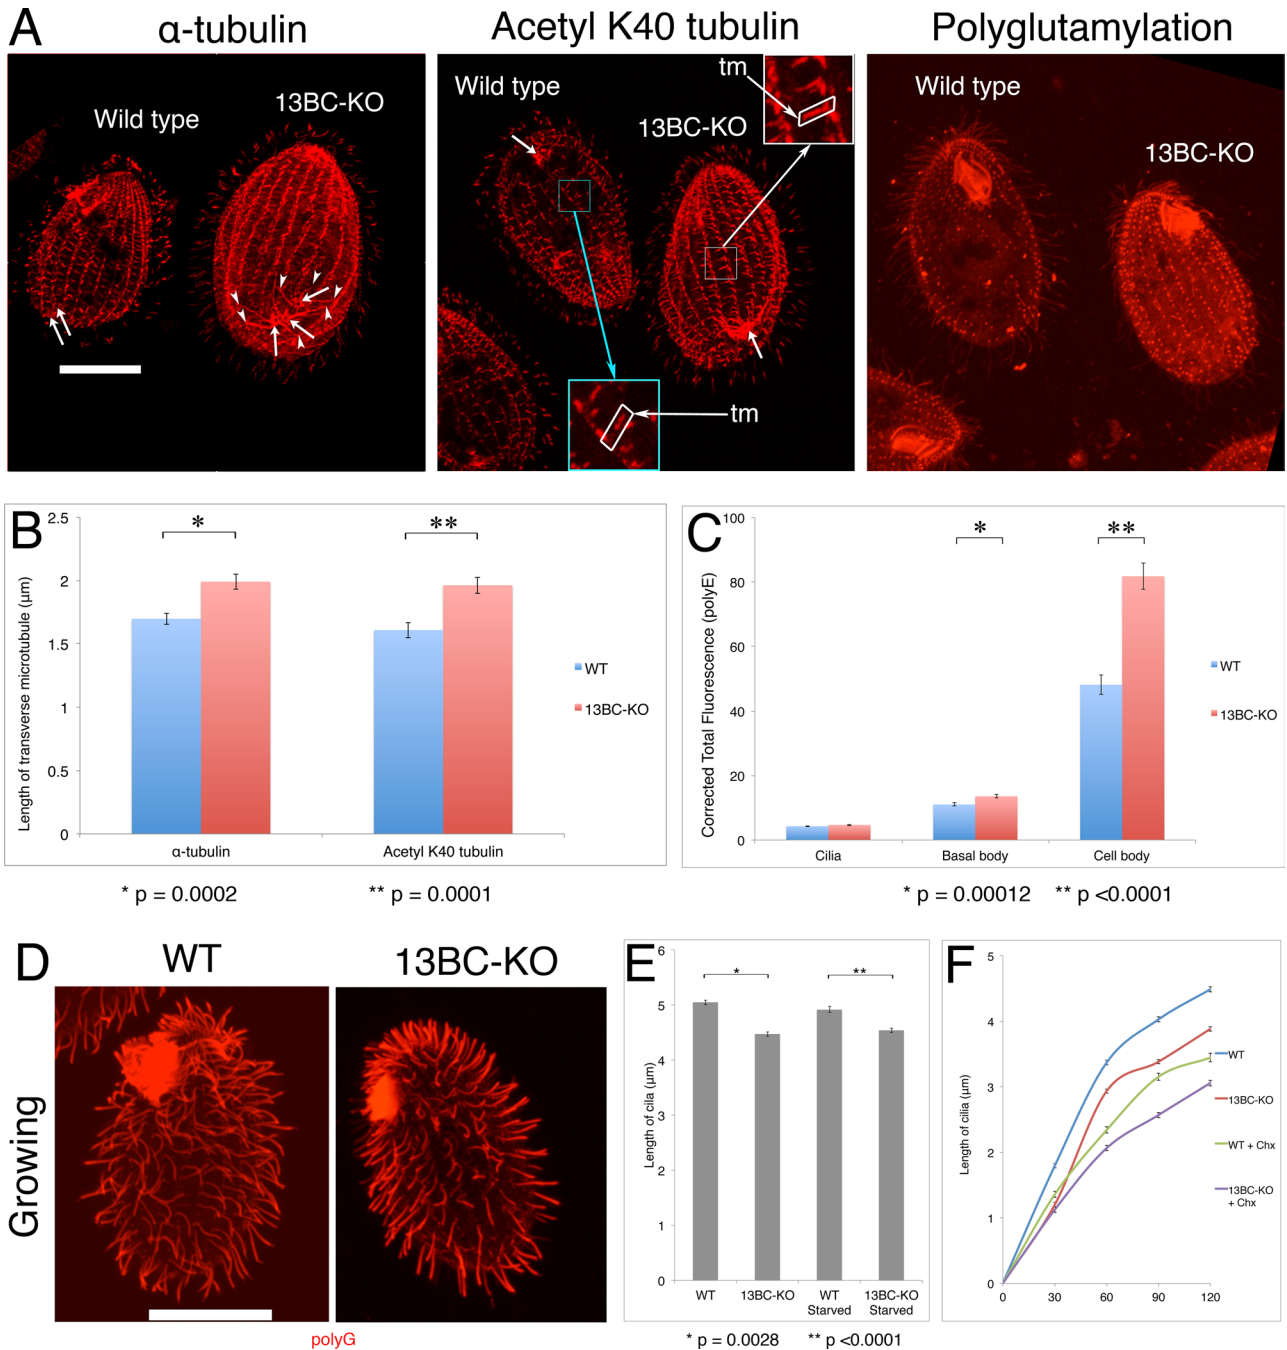 A
α-tubulin
Acetyl K40 tubulin
Polyglutamylation
Wild type
13BC-KO
Wild type
13BC-KO
tm
tm
Wild type
13BC-KO
B
Length of transverse microtubule (μm)
2.5
2
1.5
1
0.5
0
*
**
α-tubulin
Acetyl K40 tubulin
WT
13BC-KO
* p = 0.0002
** p = 0.0001
C
Corrected Total Fluorescence (polyE)
100
80
60
40
20
0
*
**
Cilia
Basal body
Cell body
WT
13BC-KO
* p = 0.00012
** p <0.0001
D
WT
13BC-KO
Growing
polyG
E
Length of cilia (μm)
6
5
4
3
2
1
0
*
**
WT
13BC-KO
WT
Starved
13BC-KO
Starved
* p = 0.0028
** p <0.0001
F
Length of cilia (μm)
5
4
3
2
1
0
0
30
60
90
120
WT
13BC-KO
WT + Chx
13BC-KO
+ Chx